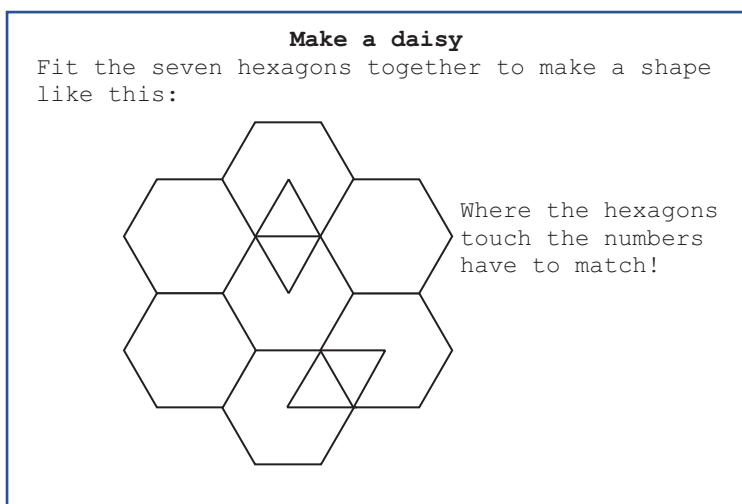 Make a daisy
Fit the seven hexagons together to make a shape
like this:
Where the hexagons
touch the numbers
have to match!